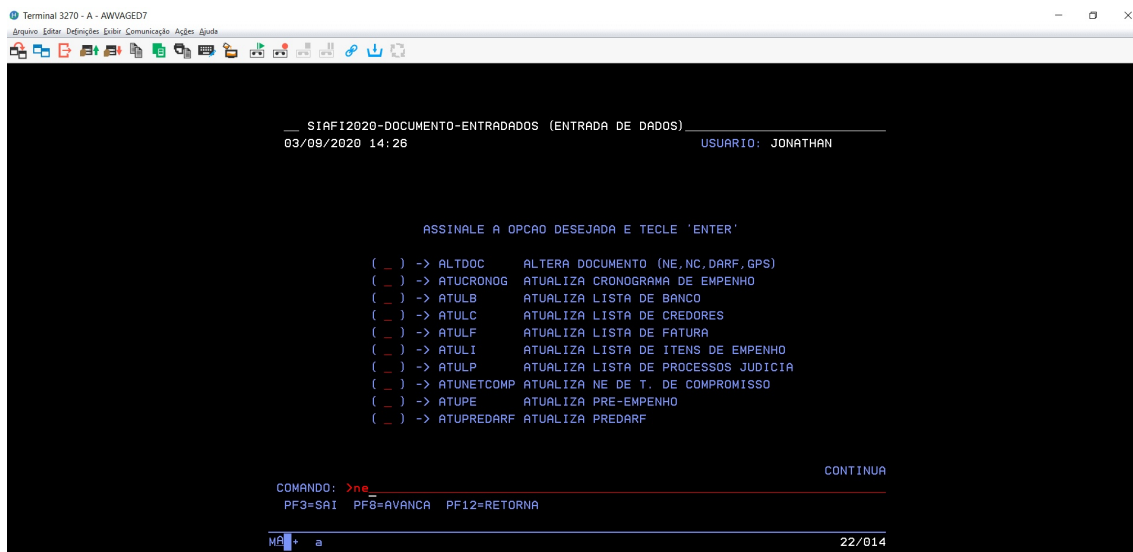 Terminal 3270 - A - AWVAGED7
Arquivo Editar Definições Exibir Comunicação Ações Ajuda
__ SIAFI2020-DOCUMENTO-ENTRADADOS (ENTRADA DE DADOS)__________________________
03/09/2020 14:26 USUARIO: JONATHAN
ASSINALE A OPCAO DESEJADA E TECLE 'ENTER'
( _ ) -> ALTDOC ALTERA DOCUMENTO (NE,NC,DARF,GPS)
( _ ) -> ATUCRONOG ATUALIZA CRONOGRAMA DE EMPENHO
( _ ) -> ATULB ATUALIZA LISTA DE BANCO
( _ ) -> ATULC ATUALIZA LISTA DE CREDORES
( _ ) -> ATULF ATUALIZA LISTA DE FATURA
( _ ) -> ATULI ATUALIZA LISTA DE ITENS DE EMPENHO
( _ ) -> ATULP ATUALIZA LISTA DE PROCESSOS JUDICIA
( _ ) -> ATUNETCOMP ATUALIZA NE DE T. DE COMPROMISSO
( _ ) -> ATUPE ATUALIZA PRE-EMPENHO
( _ ) -> ATUPREDARF ATUALIZA PREDARF
CONTINUA
COMANDO: >ne_
PF3=SAI PF8=AVANCA PF12=RETORNA
MA + a 22/014